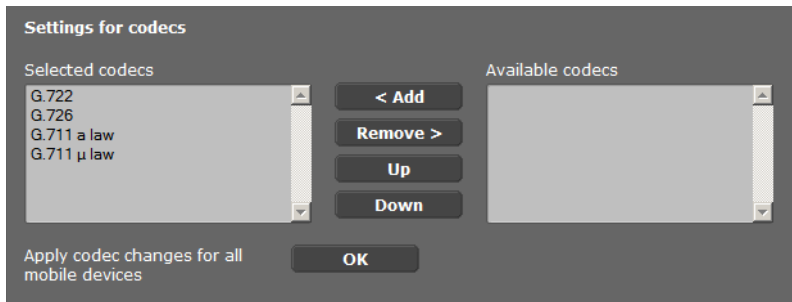 Settings for codecs
Selected codecs
G.722
G.726
G.711 a law
G.711 µ law
< Add
Remove >
Up
Down
Available codecs
Apply codec changes for all
mobile devices
OK